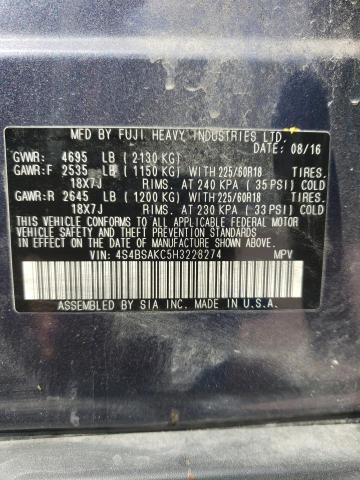 MFD BY FUJI HEAVY INDUSTRIES LTD.
DATE: 08/16
GVWR: 4695 LB (2130 KG)
GAWR:F 2535 LB (1150 KG) WITH 225/60R18 TIRES,
18X7J RIMS, AT 240 KPA (35 PSI) COLD
GAWR:R 2645 LB (1200 KG) WITH 225/60R18 TIRES,
18X7J RIMS, AT 230 KPA (33 PSI) COLD
THIS VEHICLE CONFORMS TO ALL APPLICABLE FEDERAL MOTOR
VEHICLE SAFETY STANDARDS IN EFFECT ON THE DATE OF
MANUFACTURE SHOWN ABOVE.
VIN: 4S4BSAKC5H3226274 MPV
ASSEMBLED BY SIA INC. MADE IN U.S.A.